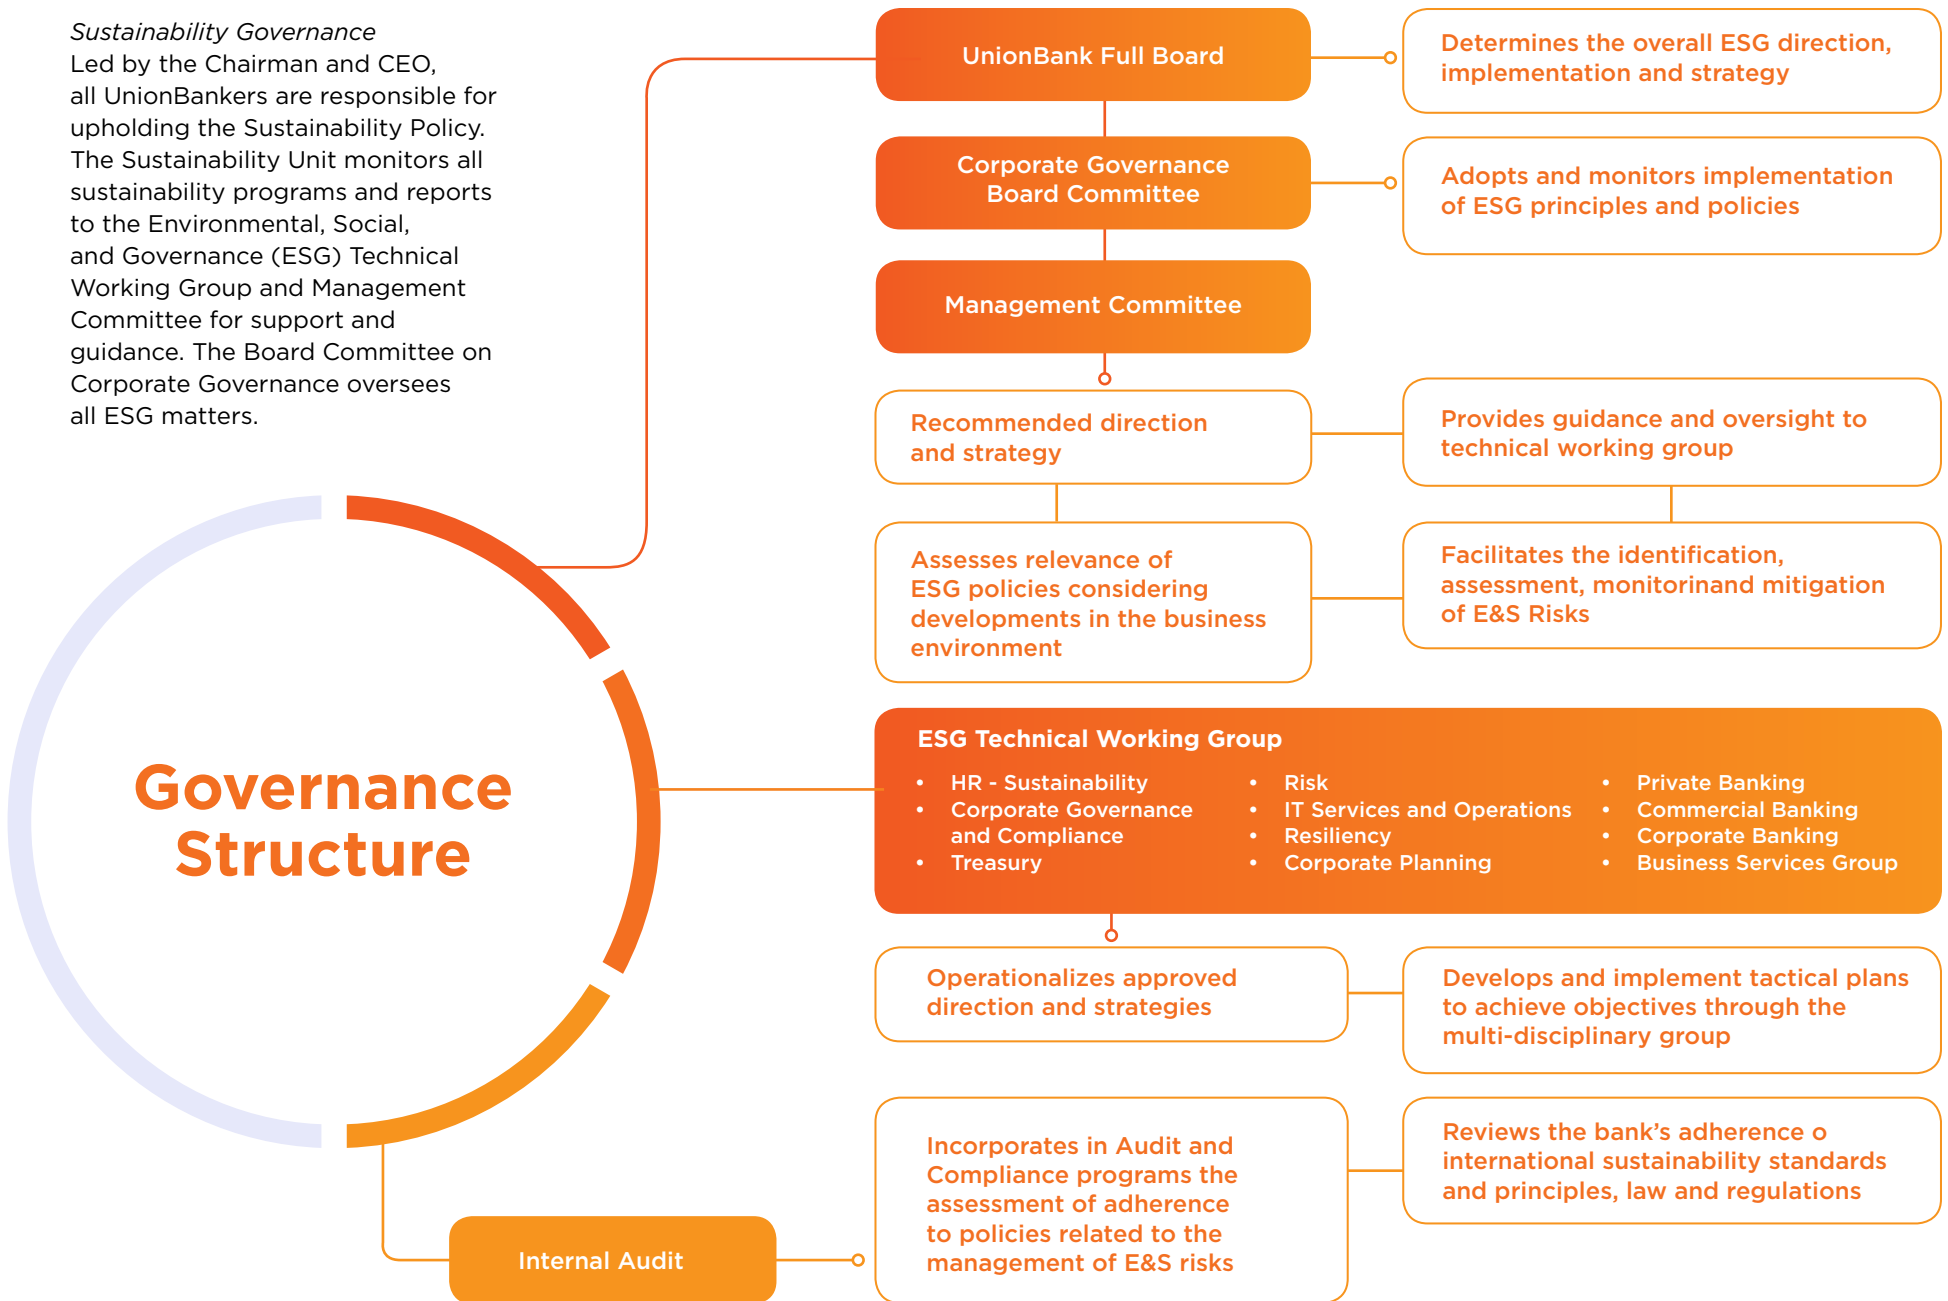 Sustainability Governance
Led by the Chairman and CEO,
all UnionBankers are responsible for
upholding the Sustainability Policy.
The Sustainability Unit monitors all
sustainability programs and reports
to the Environmental, Social,
and Governance (ESG) Technical
Working Group and Management
Committee for support and
guidance. The Board Committee on
Corporate Governance oversees
all ESG matters.
Governance
Structure
UnionBank Full Board
Determines the overall ESG direction,
implementation and strategy
Corporate Governance
Board Committee
Adopts and monitors implementation
of ESG principles and policies
Management Committee
Recommended direction
and strategy
Provides guidance and oversight to
technical working group
Assesses relevance of
ESG policies considering
developments in the business
environment
Facilitates the identification,
assessment, monitorinand mitigation
of E&S Risks
ESG Technical Working Group
• HR - Sustainability
• Corporate Governance
and Compliance
• Treasury
• Risk
• IT Services and Operations
• Resiliency
• Corporate Planning
• Private Banking
• Commercial Banking
• Corporate Banking
• Business Services Group
Operationalizes approved
direction and strategies
Develops and implement tactical plans
to achieve objectives through the
multi-disciplinary group
Internal Audit
Incorporates in Audit and
Compliance programs the
assessment of adherence
to policies related to the
management of E&S risks
Reviews the bank’s adherence o
international sustainability standards
and principles, law and regulations